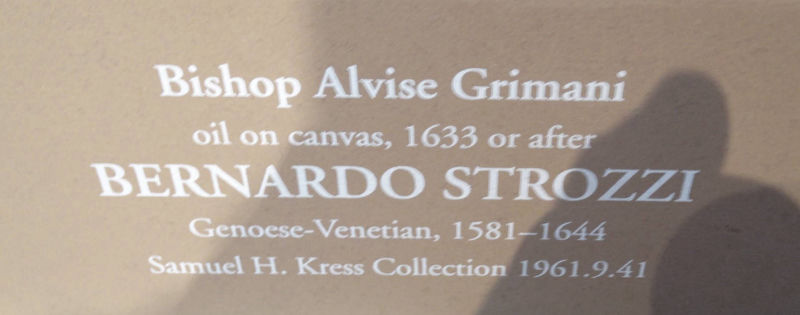 Bishop Alvise Grimani
oil on canvas, 1633 or after
BERNARDO STROZZI
Genoese-Venetian, 1581–1644
Samuel H. Kress Collection 1961.9.41